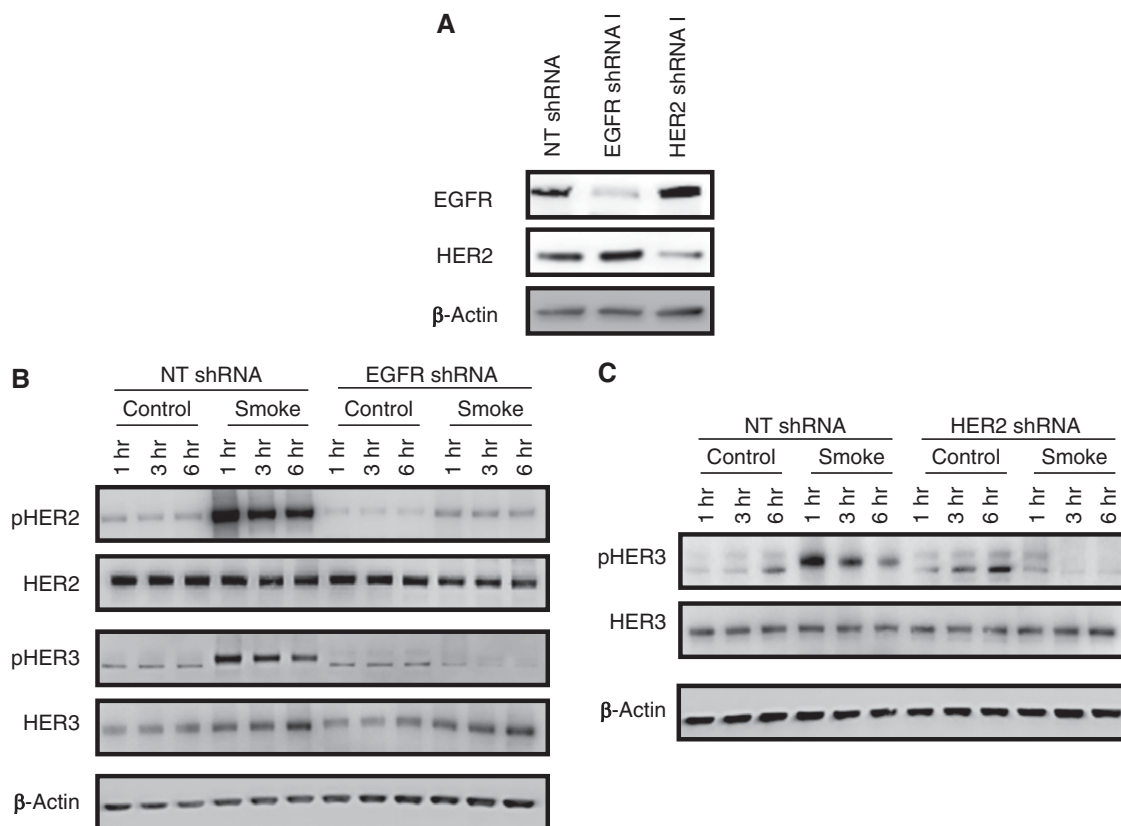 A
NT shRNA
EGFR shRNA I
HER2 shRNA I
EGFR
HER2
β-Actin
B
NT shRNA EGFR shRNA
Control Smoke Control Smoke
1 hr 3 hr 6 hr 1 hr 3 hr 6 hr 1 hr 3 hr 6 hr 1 hr 3 hr 6 hr
pHER2
HER2
pHER3
HER3
β-Actin
C
NT shRNA HER2 shRNA
Control Smoke Control Smoke
1 hr 3 hr 6 hr 1 hr 3 hr 6 hr 1 hr 3 hr 6 hr 1 hr 3 hr 6 hr
pHER3
HER3
β-Actin